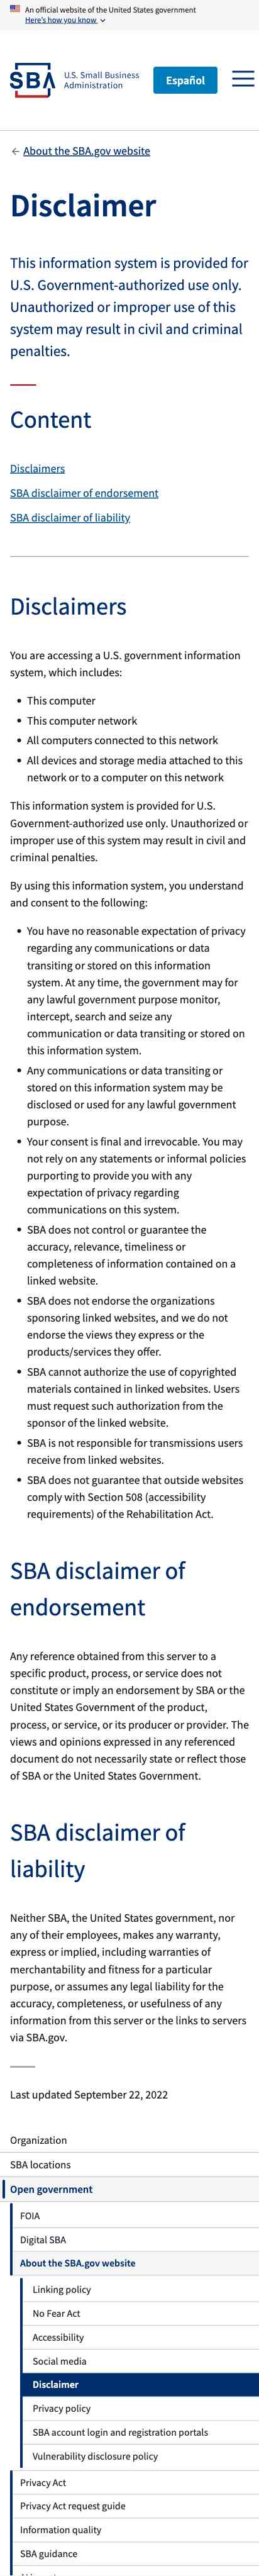 An official website of the United States government
Here's how you know
SBA
U.S. Small Business
Administration
Español
About the SBA.gov website
Disclaimer
This information system is provided for
U.S. Government-authorized use only.
Unauthorized or improper use of this
system may result in civil and criminal
penalties.
Content
Disclaimers
SBA disclaimer of endorsement
SBA disclaimer of liability
Disclaimers
You are accessing a U.S. government information
system, which includes:
• This computer
• This computer network
• All computers connected to this network
• All devices and storage media attached to this
network or to a computer on this network
This information system is provided for U.S.
Government-authorized use only. Unauthorized or
improper use of this system may result in civil and
criminal penalties.
By using this information system, you understand
and consent to the following:
• You have no reasonable expectation of privacy
regarding any communications or data
transiting or stored on this information
system. At any time, the government may for
any lawful government purpose monitor,
intercept, search and seize any
communication or data transiting or stored on
this information system.
• Any communications or data transiting or
stored on this information system may be
disclosed or used for any lawful government
purpose.
• Your consent is final and irrevocable. You may
not rely on any statements or informal policies
purporting to provide you with any
expectation of privacy regarding
communications on this system.
• SBA does not control or guarantee the
accuracy, relevance, timeliness or
completeness of information contained on a
linked website.
• SBA does not endorse the organizations
sponsoring linked websites, and we do not
endorse the views they express or the
products/services they offer.
• SBA cannot authorize the use of copyrighted
materials contained in linked websites. Users
must request such authorization from the
sponsor of the linked website.
• SBA is not responsible for transmissions users
receive from linked websites.
• SBA does not guarantee that outside websites
comply with Section 508 (accessibility
requirements) of the Rehabilitation Act.
SBA disclaimer of
endorsement
Any reference obtained from this server to a
specific product, process, or service does not
constitute or imply an endorsement by SBA or the
United States Government of the product,
process, or service, or its producer or provider. The
views and opinions expressed in any referenced
document do not necessarily state or reflect those
of SBA or the United States Government.
SBA disclaimer of
liability
Neither SBA, the United States government, nor
any of their employees, makes any warranty,
express or implied, including warranties of
merchantability and fitness for a particular
purpose, or assumes any legal liability for the
accuracy, completeness, or usefulness of any
information from this server or the links to servers
via SBA.gov.
Last updated September 22, 2022
Organization
SBA locations
Open government
FOIA
Digital SBA
About the SBA.gov website
Linking policy
No Fear Act
Accessibility
Social media
Disclaimer
Privacy policy
SBA account login and registration portals
Vulnerability disclosure policy
Privacy Act
Privacy Act request guide
Information quality
SBA guidance